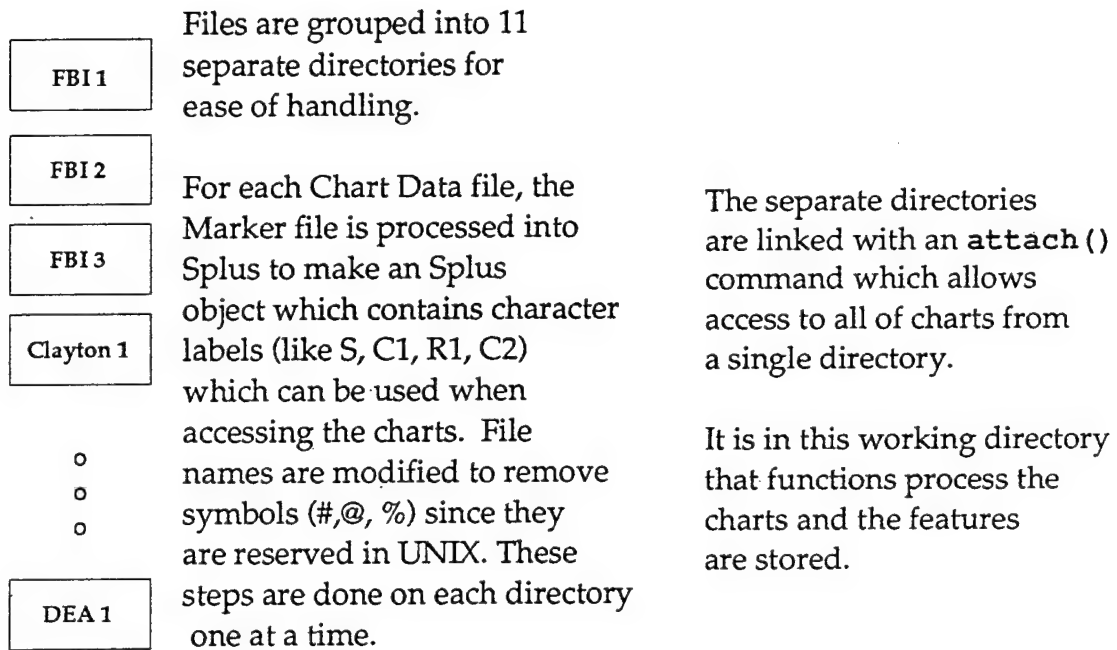 FBI 1
FBI 2
FBI 3
Clayton 1
o
o
o
DEA 1
Files are grouped into 11
separate directories for
ease of handling.
For each Chart Data file, the
Marker file is processed into
Splus to make an Splus
object which contains character
labels (like S, C1, R1, C2)
which can be used when
accessing the charts. File
names are modified to remove
symbols (#,@, %) since they
are reserved in UNIX. These
steps are done on each directory
one at a time.
The separate directories
are linked with an attach()
command which allows
access to all of charts from
a single directory.
It is in this working directory
that functions process the
charts and the features
are stored.